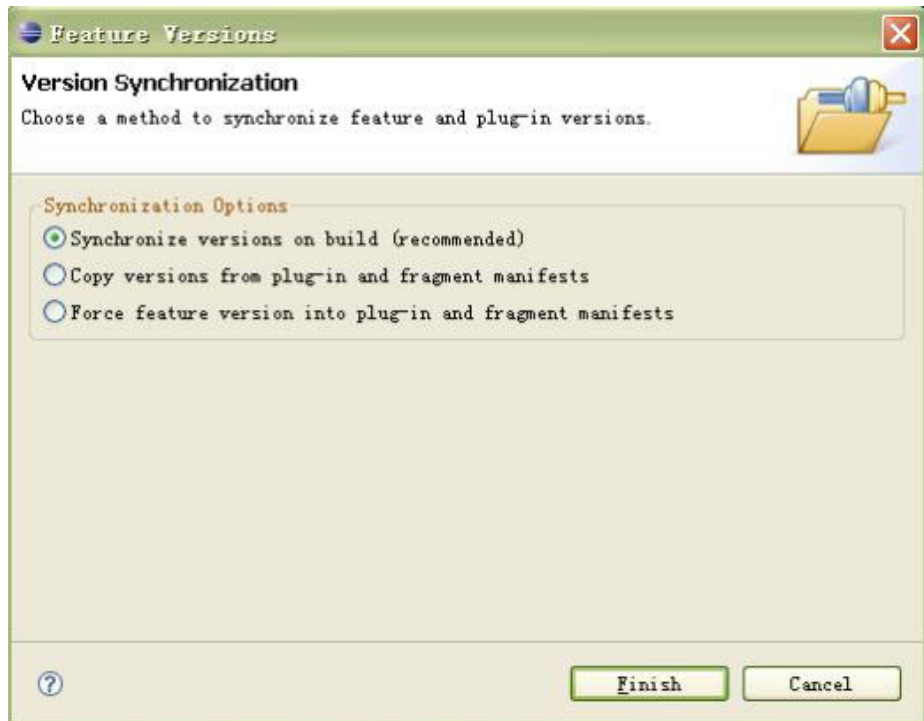 Feature Versions
Version Synchronization
Choose a method to synchronize feature and plug-in versions.
Synchronization Options
Synchronize versions on build (recommended)
Copy versions from plug-in and fragment manifests
Force feature version into plug-in and fragment manifests
?
Finish
Cancel